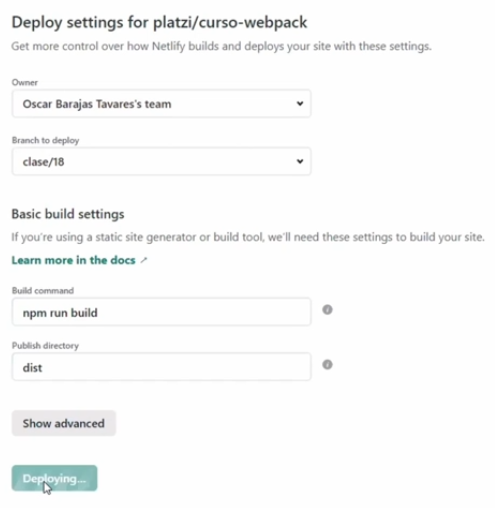 Deploy settings for platzi/curso-webpack
Get more control over how Netlify builds and deploys your site with these settings.
Owner
Oscar Barajas Tavares's team
Branch to deploy
clase/18
Basic build settings
If you're using a static site generator or build tool, we'll need these settings to build your site.
Learn more in the docs ↗
Build command
npm run build
Publish directory
dist
Show advanced
Deploying...